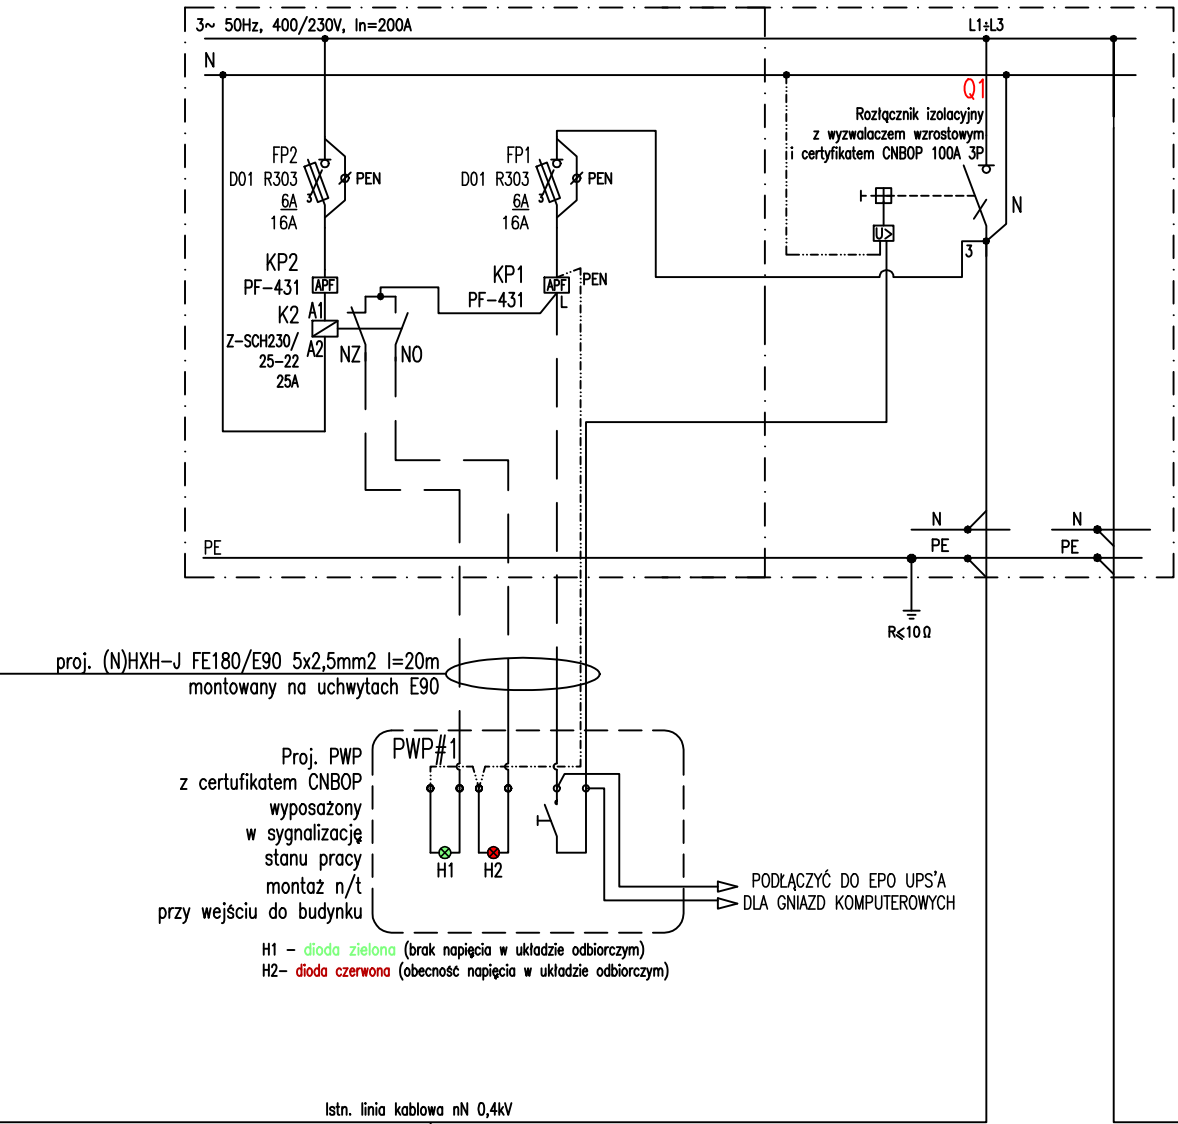 3~ 50Hz, 400/230V, In=200A
L1÷L3
N
Q1
Rozłącznik izolacyjny
z wyzwalaczem wzrostowym
i certyfikatem CNBOP 100A 3P
FP2
D01 R303
6A
16A
3
PEN
FP1
D01 R303
6A
16A
3
PEN
N
U>
3
KP2
PF-431
APF
KP1
PF-431
APF
L
PEN
K2
A1
Z-SCH230/
25-22
25A
A2
NZ
NO
N
N
PE
PE
PE
R≤10Ω
proj. (N)HXH-J FE180/E90 5x2,5mm2 l=20m
montowany na uchwytach E90
PWP#1
Proj. PWP
z certufikatem CNBOP
wyposażony
w sygnalizację
stanu pracy
montaż n/t
przy wejściu do budynku
H1
H2
PODŁĄCZYĆ DO EPO UPS'A
DLA GNIAZD KOMPUTEROWYCH
H1 - dioda zielona (brak napięcia w układzie odbiorczym)
H2- dioda czerwona (obecność napięcia w układzie odbiorczym)
Istn. linia kablowa nN 0,4kV